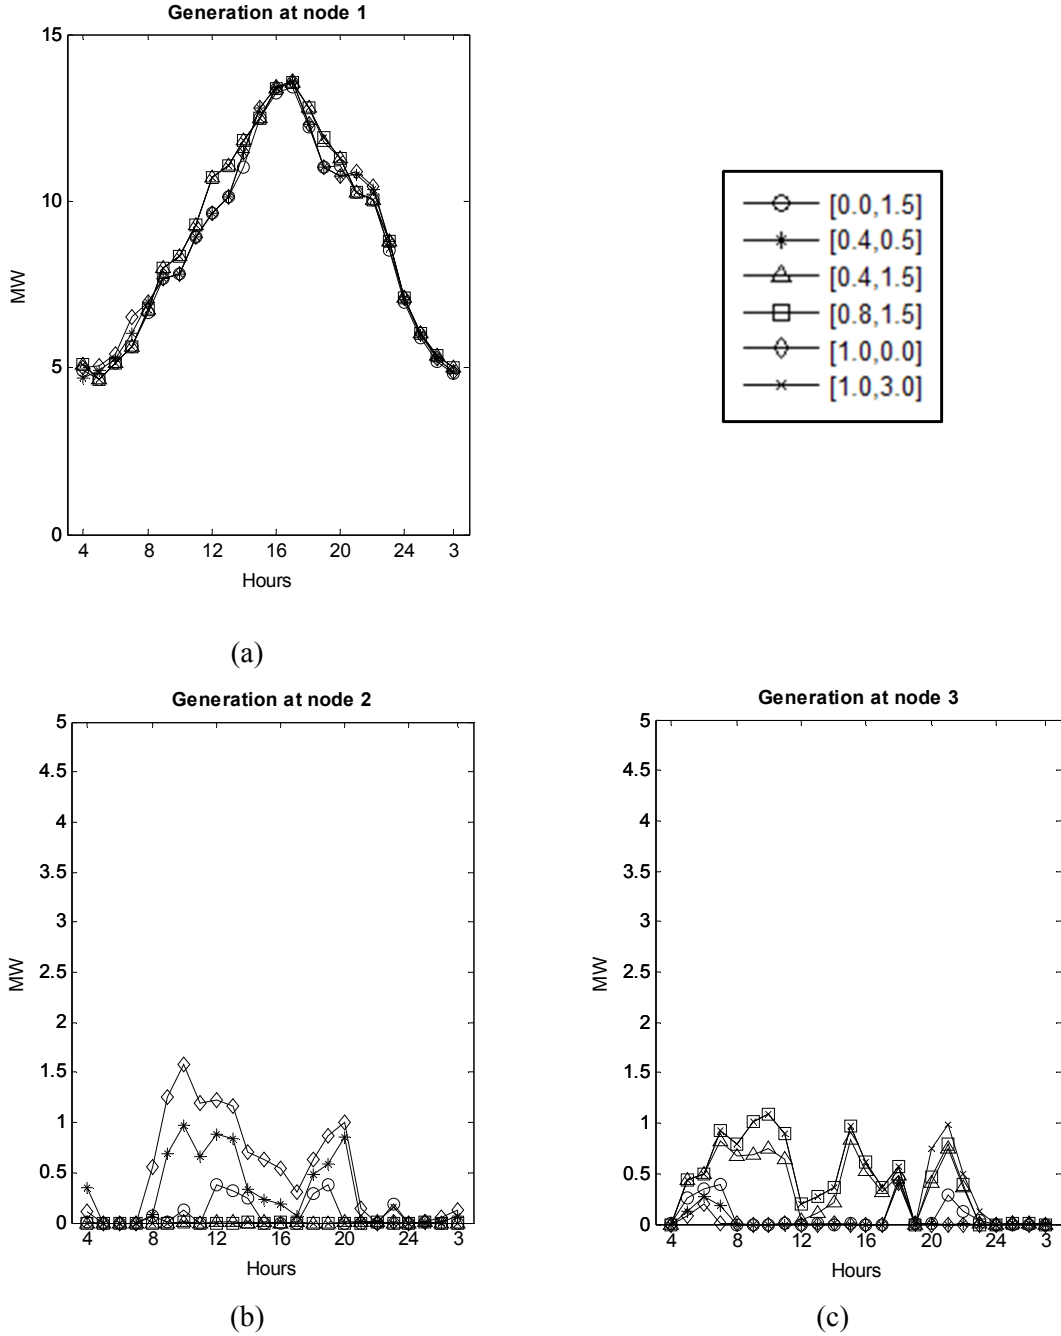 Generation at node 1
15
10
5
0
MW
4 8 12 16 20 24 3
Hours
(a)
[0.0,1.5]
[0.4,0.5]
[0.4,1.5]
[0.8,1.5]
[1.0,0.0]
[1.0,3.0]
Generation at node 2
5
4.5
4
3.5
3
2.5
2
1.5
1
0.5
0
MW
4 8 12 16 20 24 3
Hours
(b)
Generation at node 3
5
4.5
4
3.5
3
2.5
2
1.5
1
0.5
0
MW
4 8 12 16 20 24 3
Hours
(c)